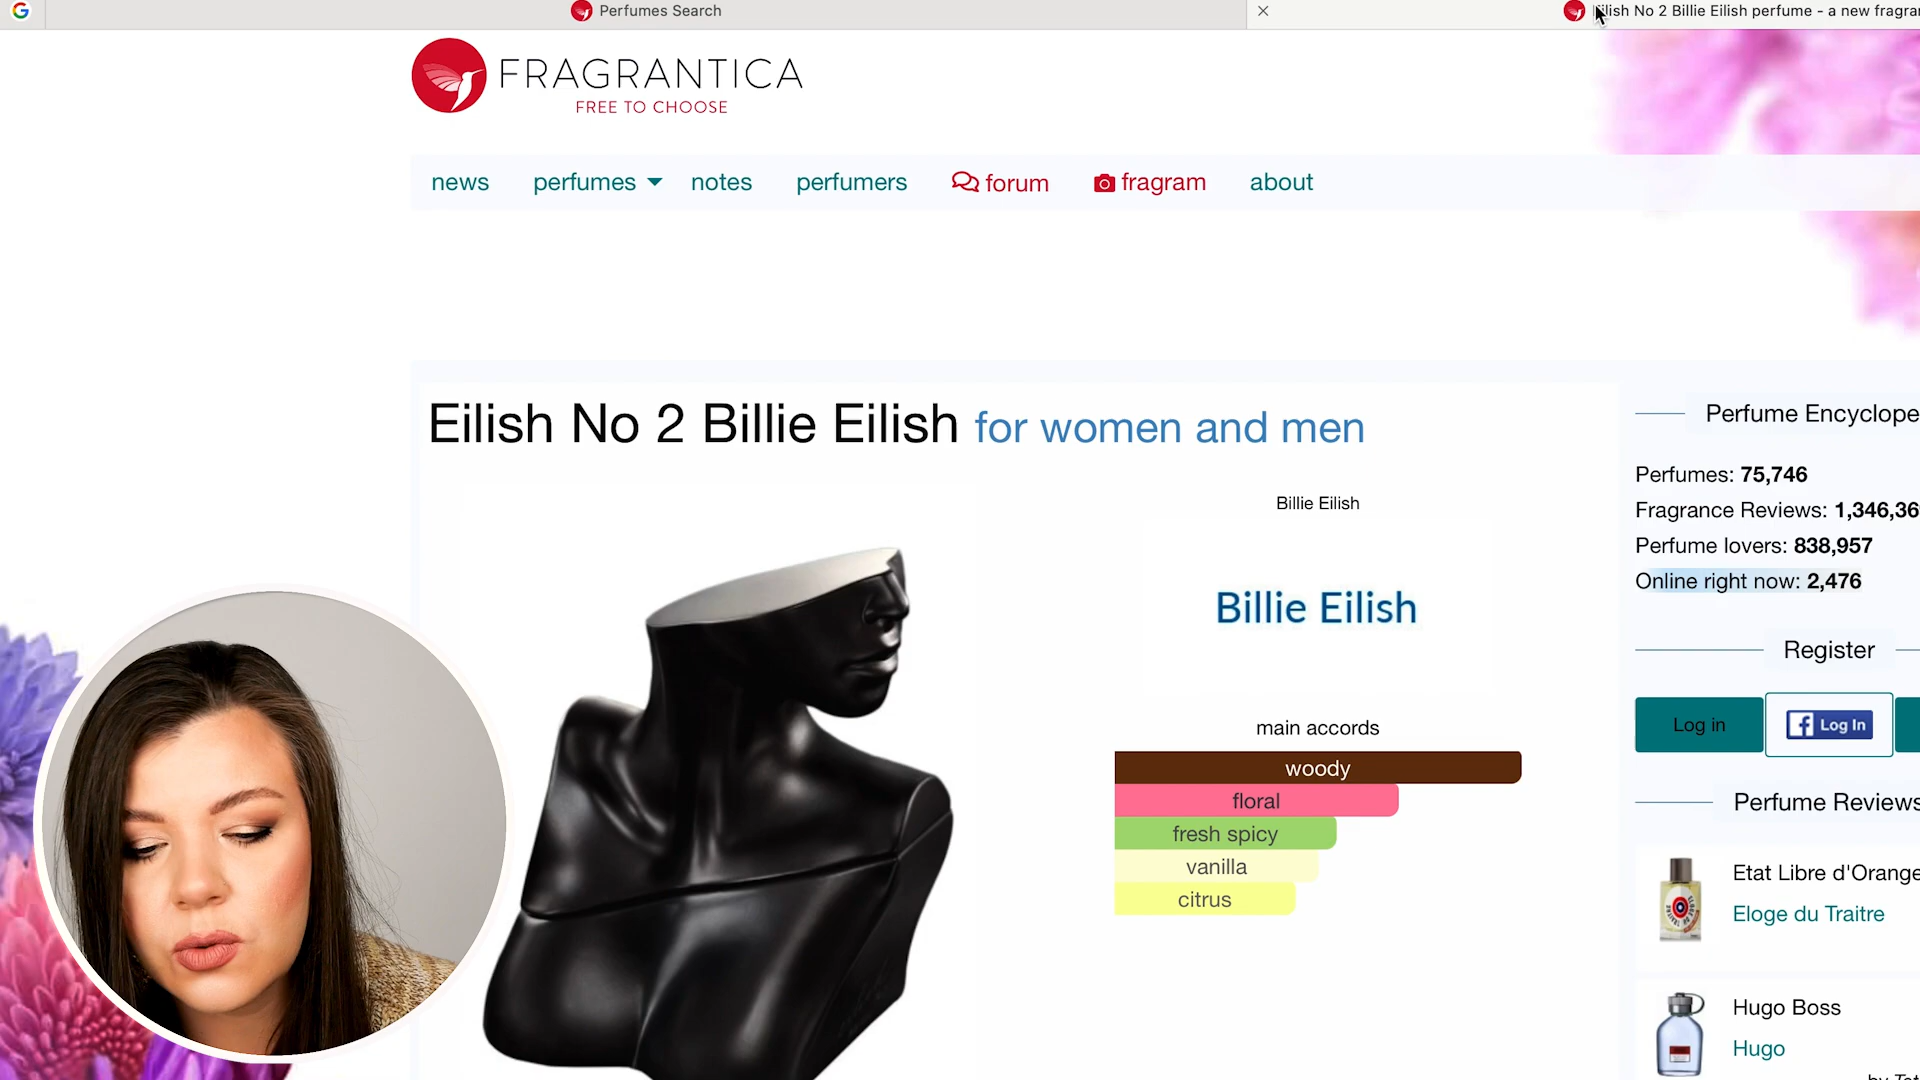 Perfumes Search
Eilish No 2 Billie Eilish perfume - a new
FRAGRANTICA
FREE TO CHOOSE
news perfumes notes perfumers forum fragram about
Eilish No 2 Billie Eilish for women and men
Billie Eilish
Billie Eilish
main accords
woody
floral
fresh spicy
vanilla
citrus
Perfume Encyclope
Perfumes: 75,746
Fragrance Reviews: 1,346,36
Perfume lovers: 838,957
Online right now: 2,476
Register
Log in
Log In
Perfume Reviews
Etat Libre d'Orange
Eloge du Traitre
Hugo Boss
Hugo